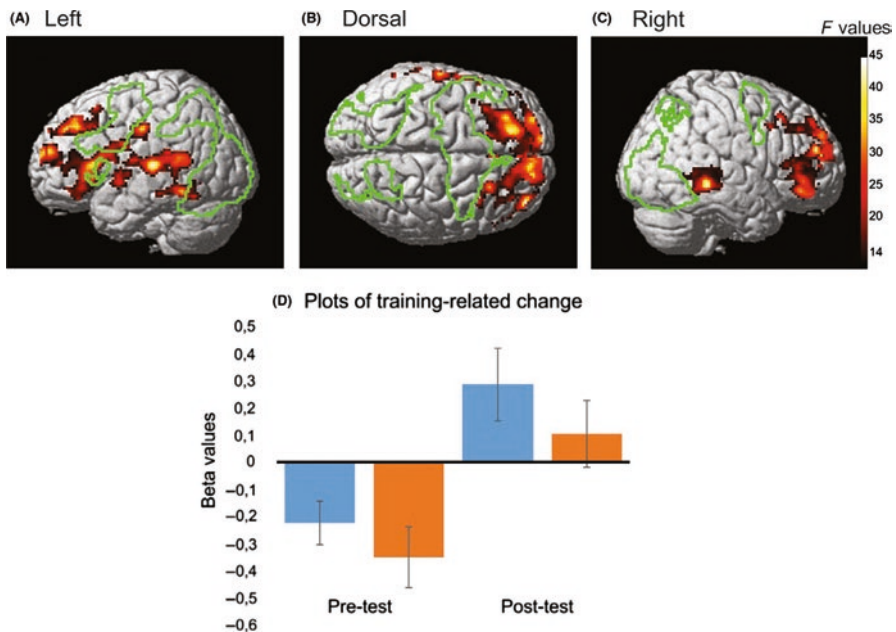 (A) Left
(B) Dorsal
(C) Right
F values
45
40
35
30
25
20
14
(D) Plots of training-related change
Beta values
0,5
0,4
0,3
0,2
0,1
0
–0,1
–0,2
–0,3
–0,4
–0,5
–0,6
Pre-test
Post-test